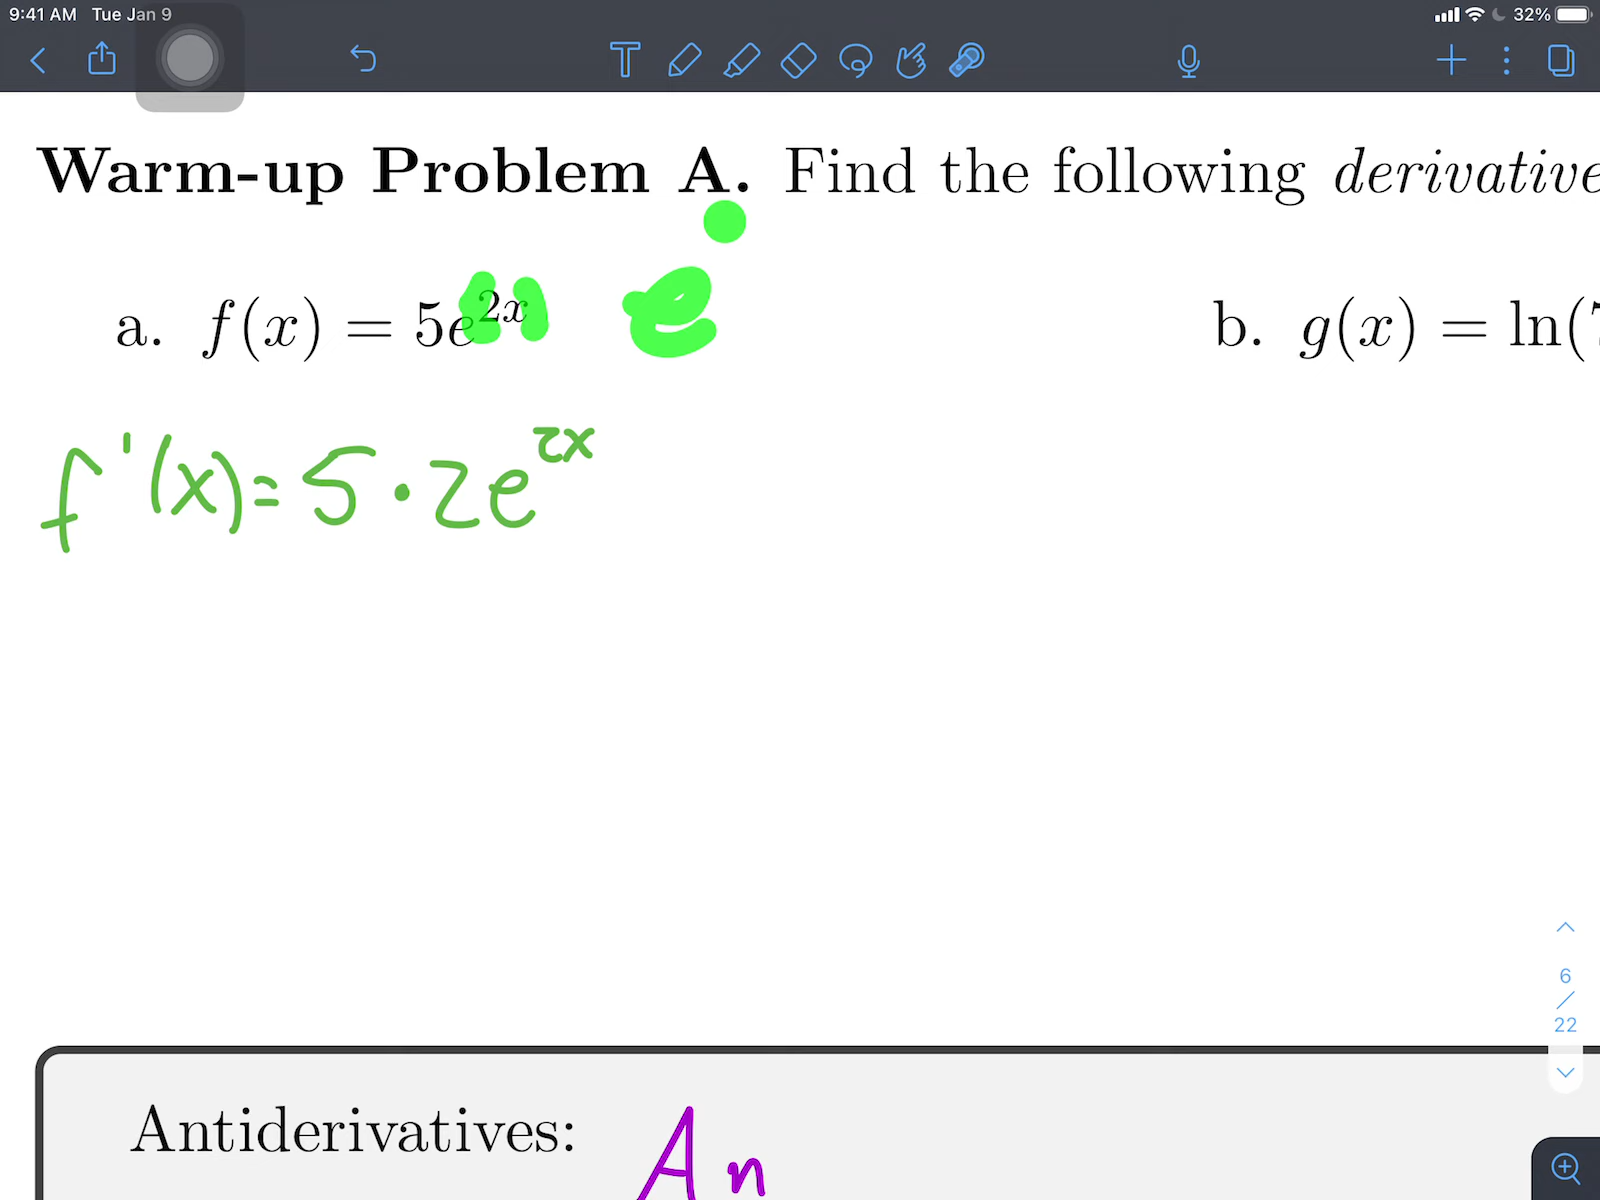 9:41 AM Tue Jan 9 32%
Warm-up Problem A. Find the following derivative
a. f(x) = 5e^{2x} e b. g(x) = ln(
f'(x) = 5 · 2e^{2x}
6
/
22
Antiderivatives: An